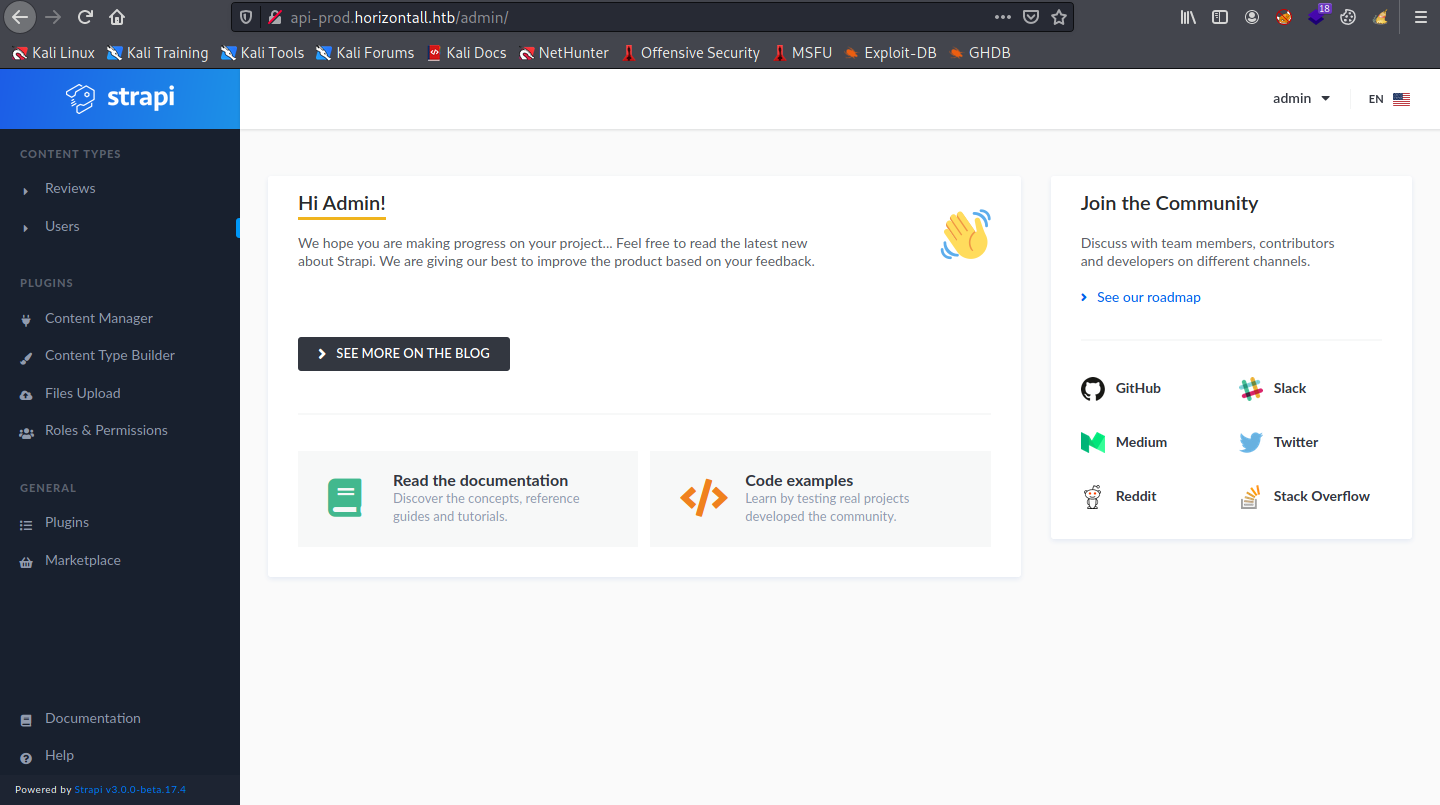 api-prod.horizontall.htb/admin/
18
Kali Linux Kali Training Kali Tools Kali Forums Kali Docs NetHunter Offensive Security MSFU Exploit-DB GHDB
strapi
admin
EN
CONTENT TYPES
Reviews
Users
PLUGINS
Content Manager
Content Type Builder
Files Upload
Roles & Permissions
GENERAL
Plugins
Marketplace
Documentation
Help
Powered by Strapi v3.0.0-beta.17.4
Hi Admin!
We hope you are making progress on your project... Feel free to read the latest new
about Strapi. We are giving our best to improve the product based on your feedback.
SEE MORE ON THE BLOG
Read the documentation
Discover the concepts, reference
guides and tutorials.
Code examples
Learn by testing real projects
developed the community.
Join the Community
Discuss with team members, contributors
and developers on different channels.
See our roadmap
GitHub
Slack
Medium
Twitter
Reddit
Stack Overflow